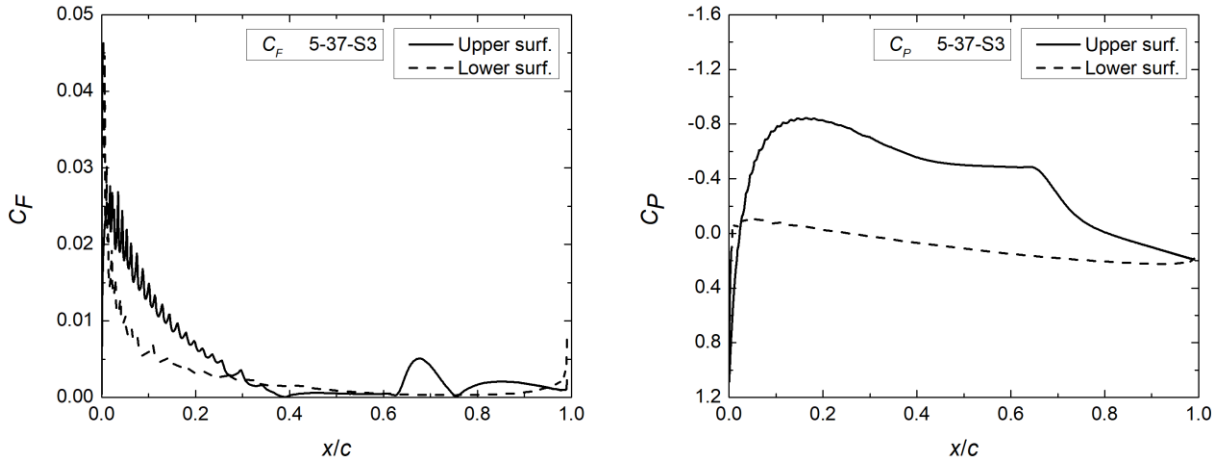 0.05
0.04
0.03
0.02
0.01
0.00
C_F
C_F 5-37-S3
Upper surf.
Lower surf.
0.0 0.2 0.4 0.6 0.8 1.0
x/c
-1.6
-1.2
-0.8
-0.4
0.0
0.4
0.8
1.2
C_P
C_P 5-37-S3
Upper surf.
Lower surf.
0.0 0.2 0.4 0.6 0.8 1.0
x/c